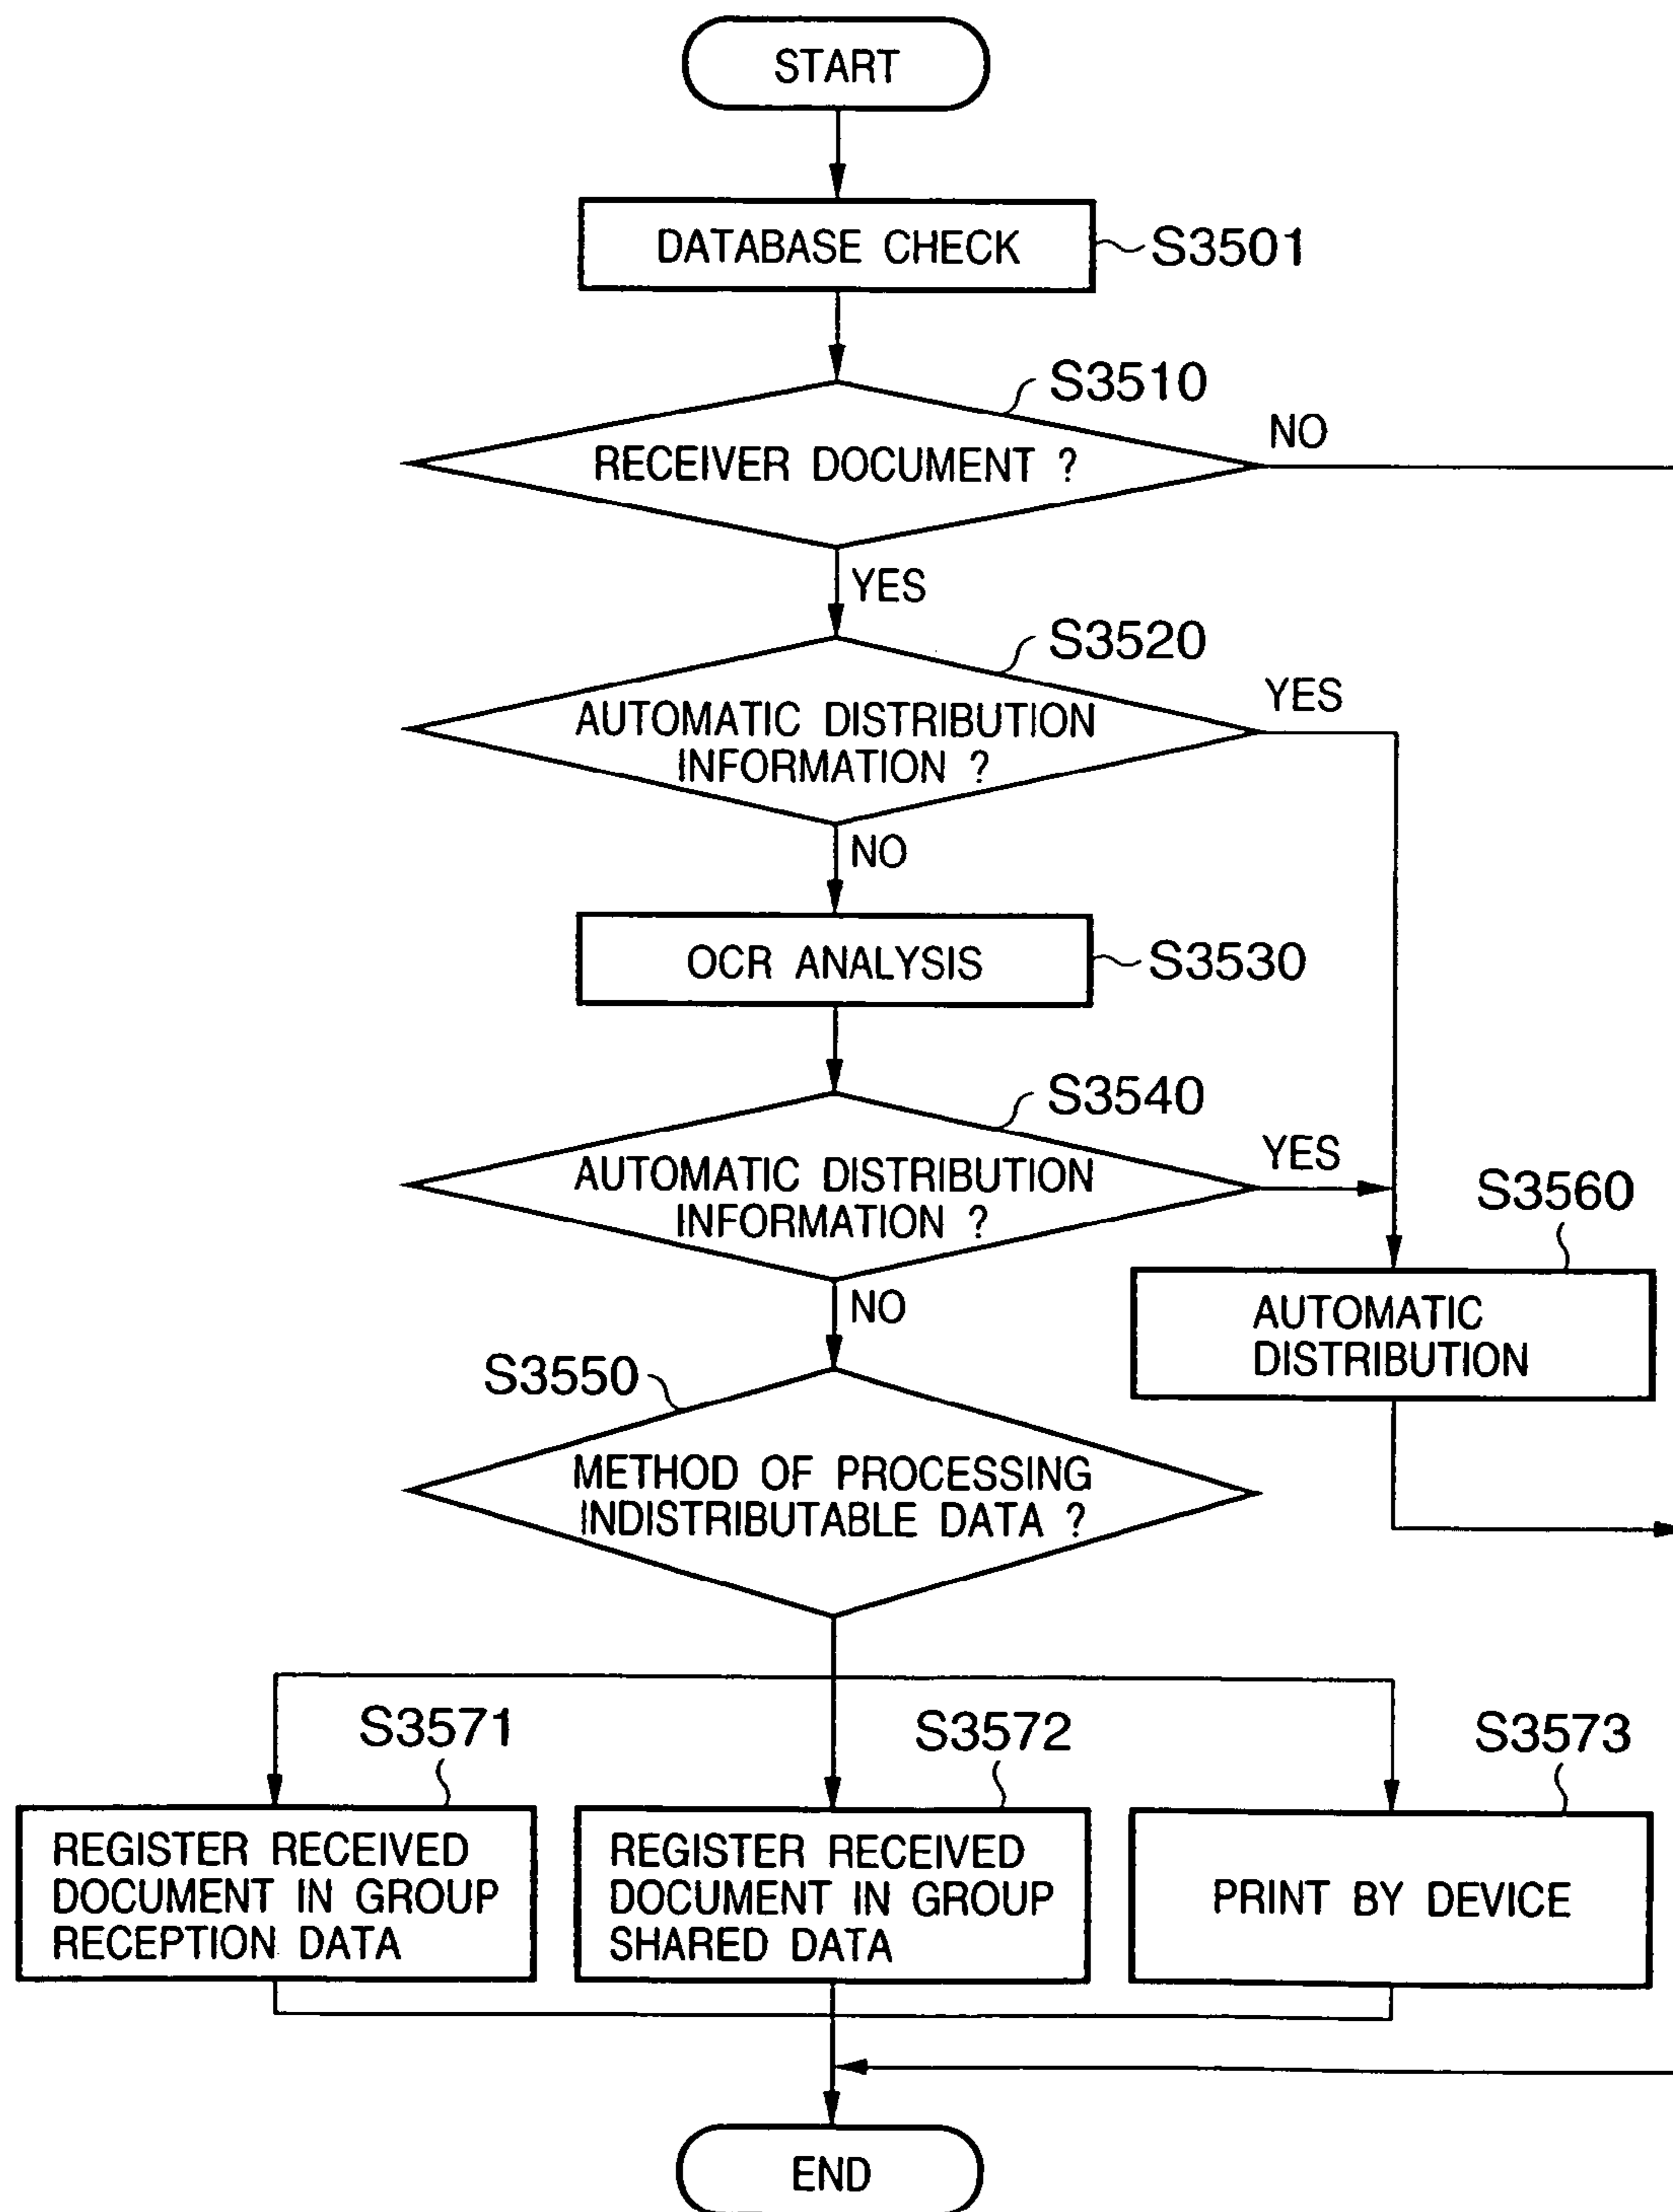 START
DATABASE CHECK
S3501
S3510
RECEIVER DOCUMENT ?
NO
YES
S3520
AUTOMATIC DISTRIBUTION
INFORMATION ?
YES
NO
OCR ANALYSIS
S3530
S3540
AUTOMATIC DISTRIBUTION
INFORMATION ?
YES
NO
S3560
AUTOMATIC
DISTRIBUTION
S3550
METHOD OF PROCESSING
INDISTRIBUTABLE DATA ?
S3571
REGISTER RECEIVED
DOCUMENT IN GROUP
RECEPTION DATA
S3572
REGISTER RECEIVED
DOCUMENT IN GROUP
SHARED DATA
S3573
PRINT BY DEVICE
END